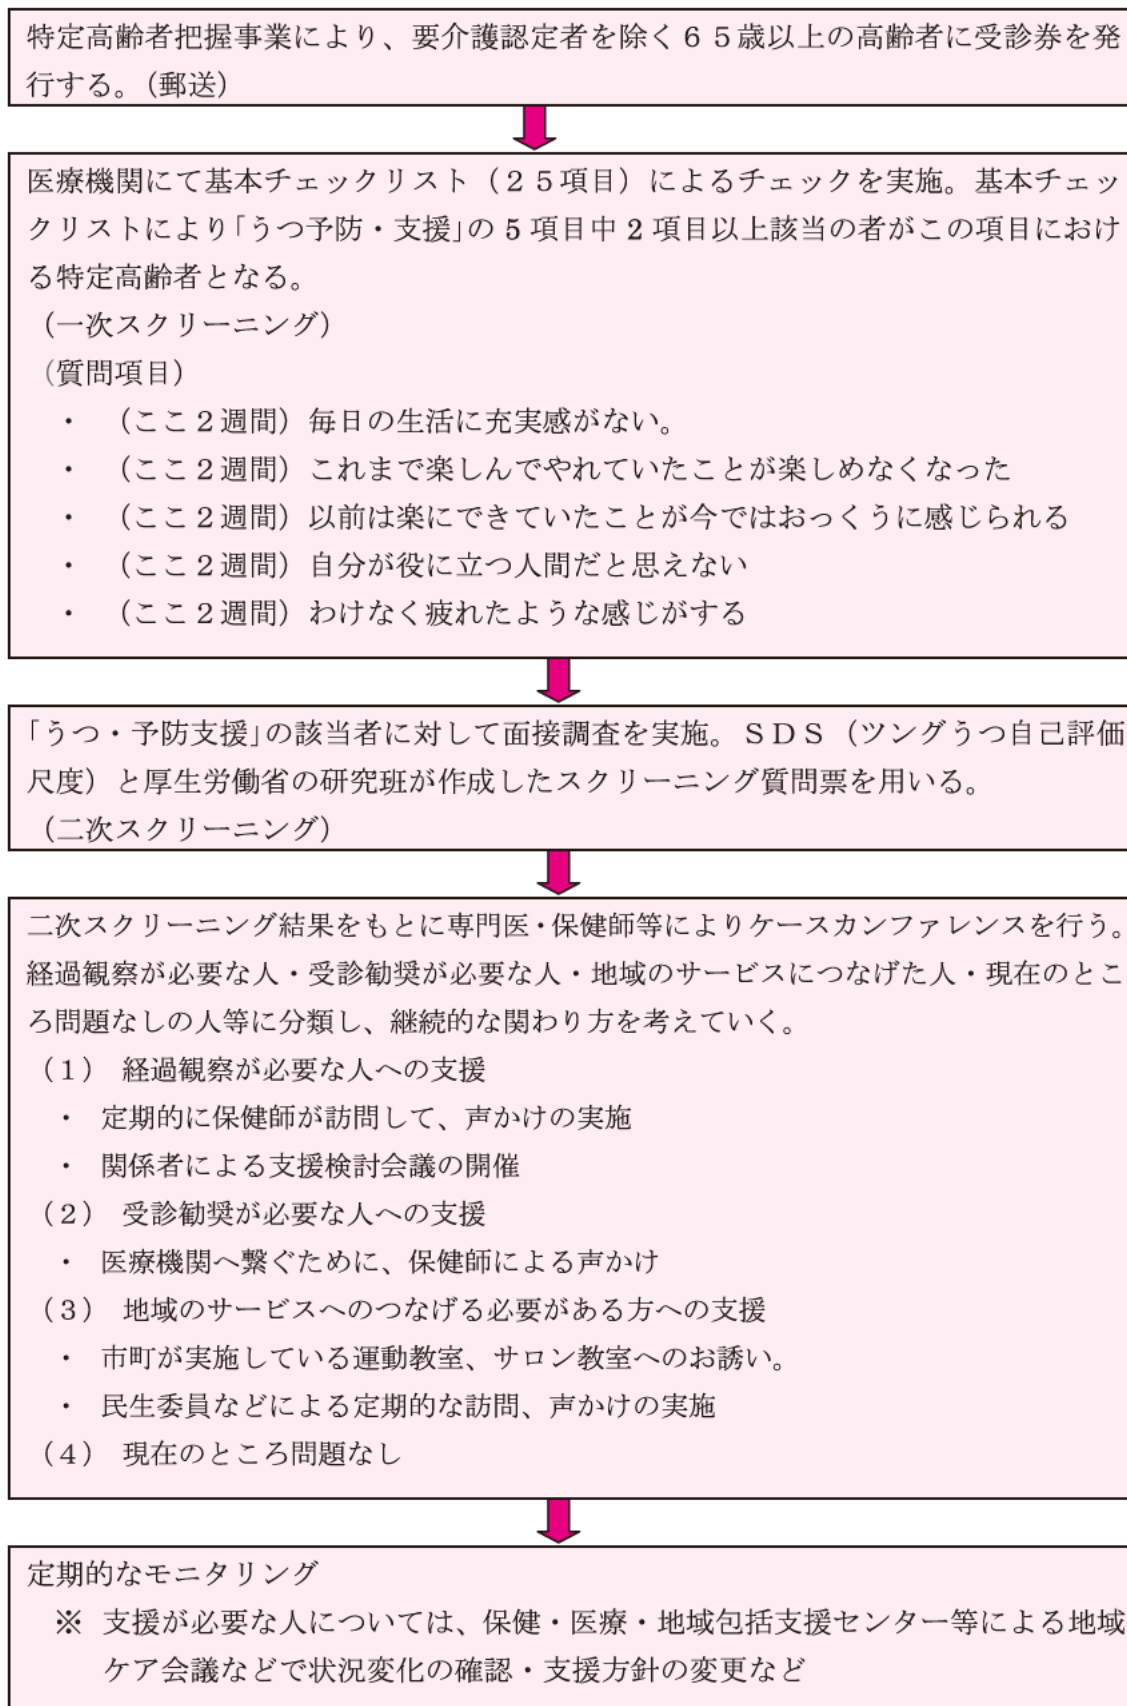 特定高齢者把握事業により、要介護認定者を除く６５歳以上の高齢者に受診券を発
行する。（郵送）
医療機関にて基本チェックリスト（２５項目）によるチェックを実施。基本チェッ
クリストにより「うつ予防・支援」の 5 項目中 2 項目以上該当の者がこの項目におけ
る特定高齢者となる。
（一次スクリーニング）
（質問項目）
・ （ここ２週間）毎日の生活に充実感がない。
・ （ここ２週間）これまで楽しんでやれていたことが楽しめなくなった
・ （ここ２週間）以前は楽にできていたことが今ではおっくうに感じられる
・ （ここ２週間）自分が役に立つ人間だと思えない
・ （ここ２週間）わけなく疲れたような感じがする
「うつ・予防支援」の該当者に対して面接調査を実施。ＳＤＳ（ツングうつ自己評価
尺度）と厚生労働省の研究班が作成したスクリーニング質問票を用いる。
（二次スクリーニング）
二次スクリーニング結果をもとに専門医・保健師等によりケースカンファレンスを行う。
経過観察が必要な人・受診勧奨が必要な人・地域のサービスにつなげた人・現在のとこ
ろ問題なしの人等に分類し、継続的な関わり方を考えていく。
（１） 経過観察が必要な人への支援
・ 定期的に保健師が訪問して、声かけの実施
・ 関係者による支援検討会議の開催
（２） 受診勧奨が必要な人への支援
・ 医療機関へ繋ぐために、保健師による声かけ
（３） 地域のサービスへのつなげる必要がある方への支援
・ 市町が実施している運動教室、サロン教室へのお誘い。
・ 民生委員などによる定期的な訪問、声かけの実施
（４） 現在のところ問題なし
定期的なモニタリング
※ 支援が必要な人については、保健・医療・地域包括支援センター等による地域
ケア会議などで状況変化の確認・支援方針の変更など